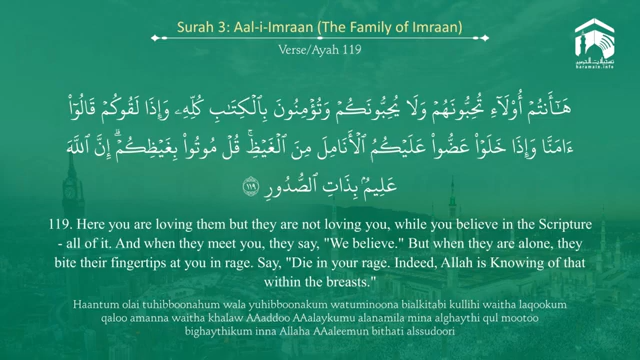 Surah 3: Aal-i-Imraan (The Family of Imraan)
Verse/Ayah 119
haramain.info
هَـٰٓأَنتُمْ أُو۟لَآءِ تُحِبُّونَهُمْ وَلَا يُحِبُّونَكُمْ وَتُؤْمِنُونَ بِٱلْكِتَـٰبِ كُلِّهِۦ وَإِذَا لَقُوكُمْ قَالُوٓا۟
ءَامَنَّا وَإِذَا خَلَوْا۟ عَضُّوا۟ عَلَيْكُمُ ٱلْأَنَامِلَ مِنَ ٱلْغَيْظِ ۚ قُلْ مُوتُوا۟ بِغَيْظِكُمْ ۗ إِنَّ ٱللَّهَ
عَلِيمٌۢ بِذَاتِ ٱلصُّدُورِ ﴿١١٩﴾
119. Here you are loving them but they are not loving you, while you believe in the Scripture
- all of it. And when they meet you, they say, "We believe." But when they are alone, they
bite their fingertips at you in rage. Say, "Die in your rage. Indeed, Allah is Knowing of that
within the breasts."
Haantum olai tuhibboonahum wala yuhibboonakum watuminoona bialkitabi kullihi waitha laqookum
qaloo amanna waitha khalaw AAaddoo AAalaykumu alanamila mina alghaythi qul mootoo
bighaythikum inna Allaha AAaleemun bithati alssudoori